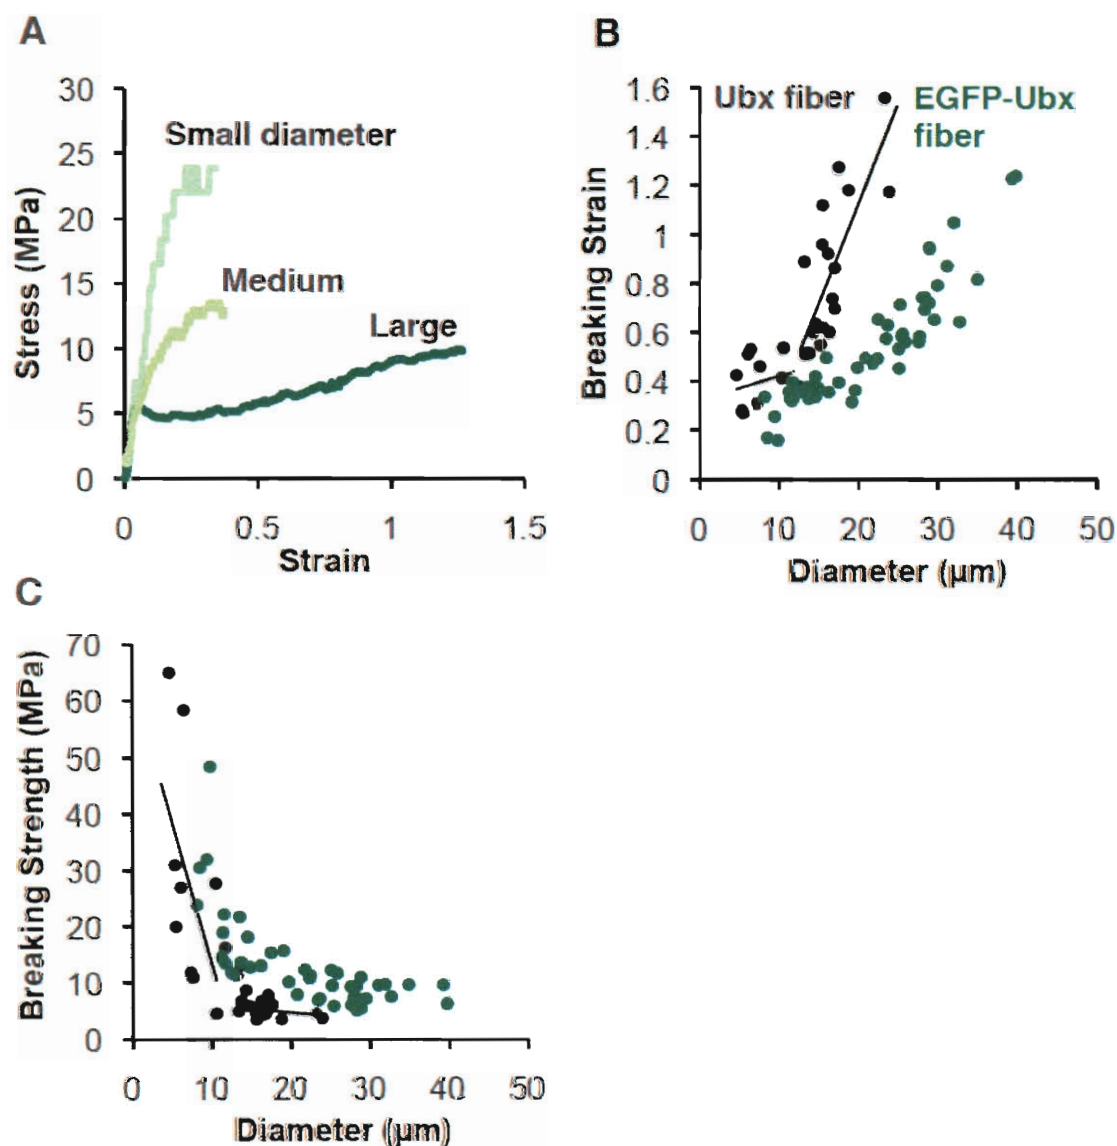 A
Stress (MPa)
30
25
20
15
10
5
0
Small diameter
Medium
Large
0 0.5 1 1.5
Strain
B
Breaking Strain
1.6
1.4
1.2
1
0.8
0.6
0.4
0.2
0
Ubx fiber
EGFP-Ubx
fiber
0 10 20 30 40 50
Diameter (µm)
C
Breaking Strength (MPa)
70
60
50
40
30
20
10
0
0 10 20 30 40 50
Diameter (µm)